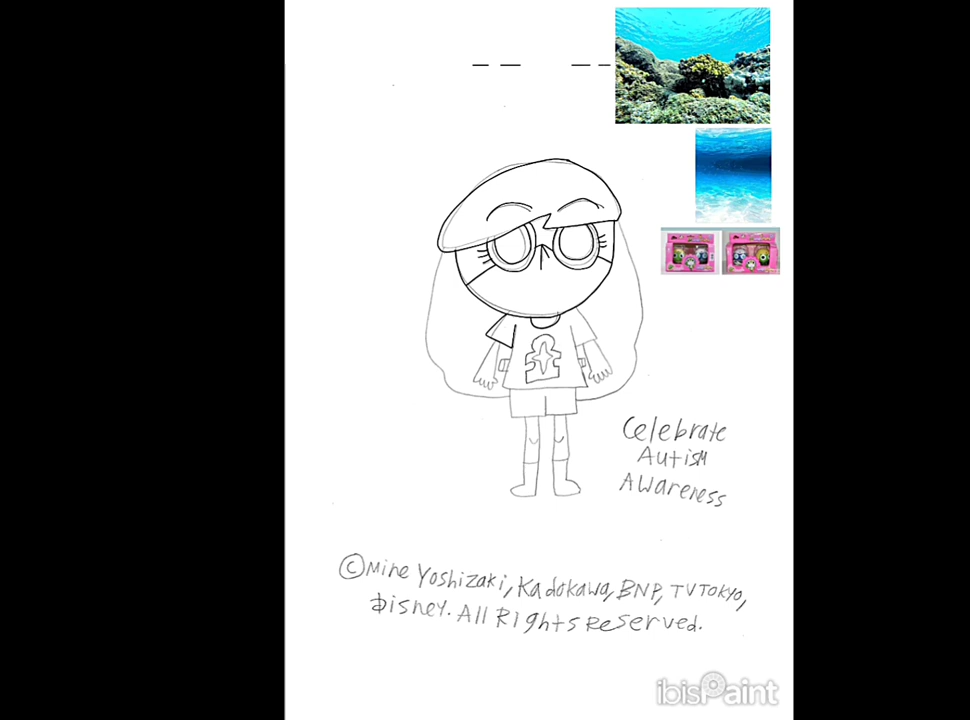 Celebrate
Autism
Awareness
©Mine Yoshizaki, Kadokawa, BNP, TV TOKYO,
Disney. All Rights Reserved.
ibisPaint